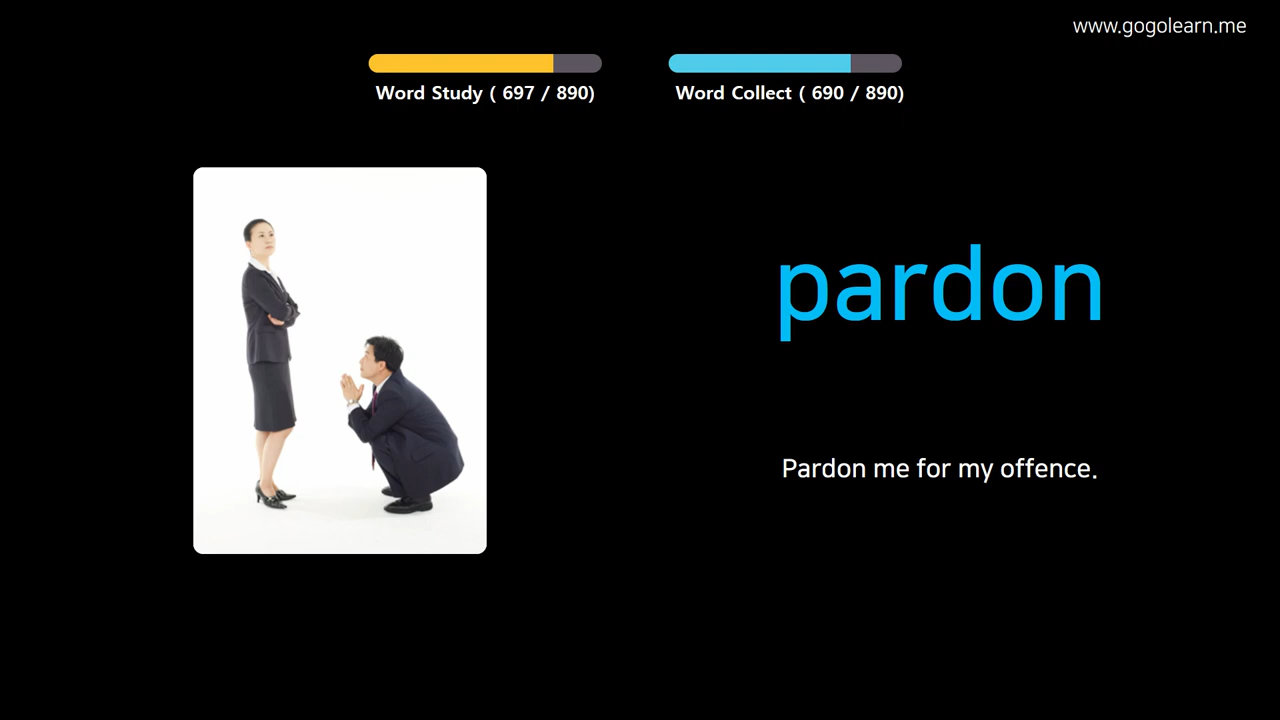 www.gogolearn.me
Word Study ( 697 / 890)
Word Collect ( 690 / 890)
pardon
Pardon me for my offence.